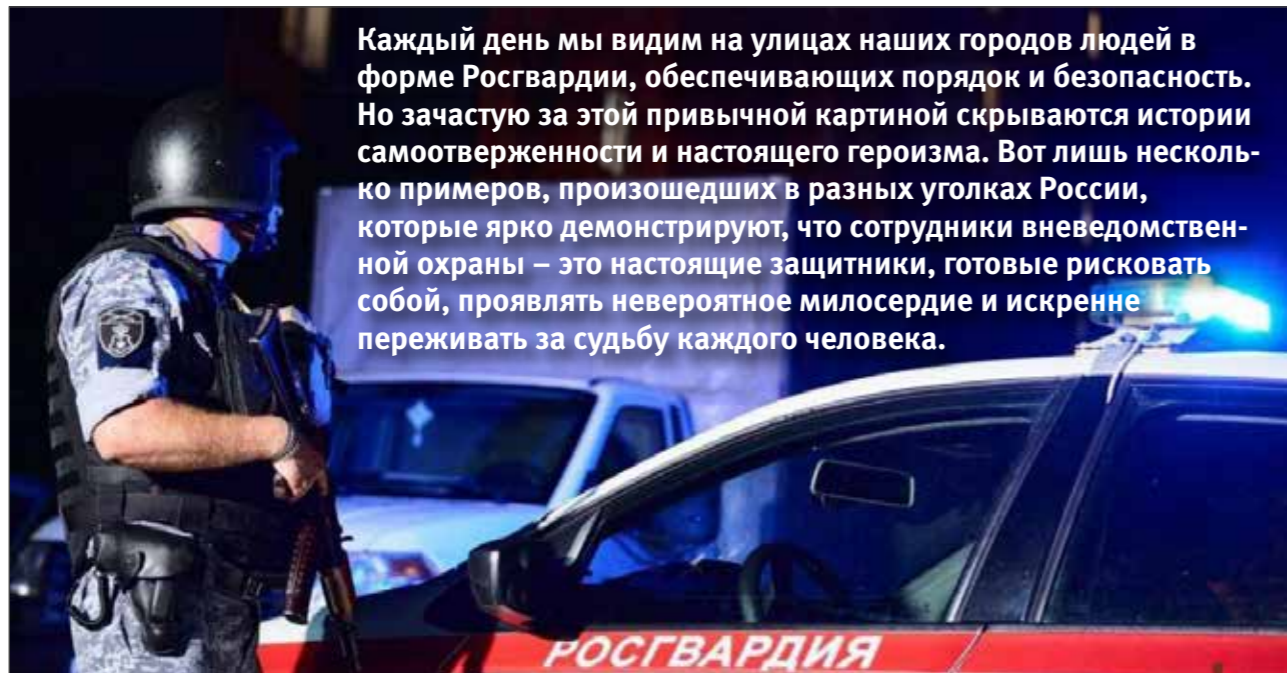 Каждый день мы видим на улицах наших городов людей в
форме Росгвардии, обеспечивающих порядок и безопасность.
Но зачастую за этой привычной картиной скрываются истории
самоотверженности и настоящего героизма. Вот лишь несколь-
ко примеров, произошедших в разных уголках России,
которые ярко демонстрируют, что сотрудники вневедомствен-
ной охраны – это настоящие защитники, готовые рисковать
собой, проявлять невероятное милосердие и искренне
переживать за судьбу каждого человека.
РОСГВАРДИЯ